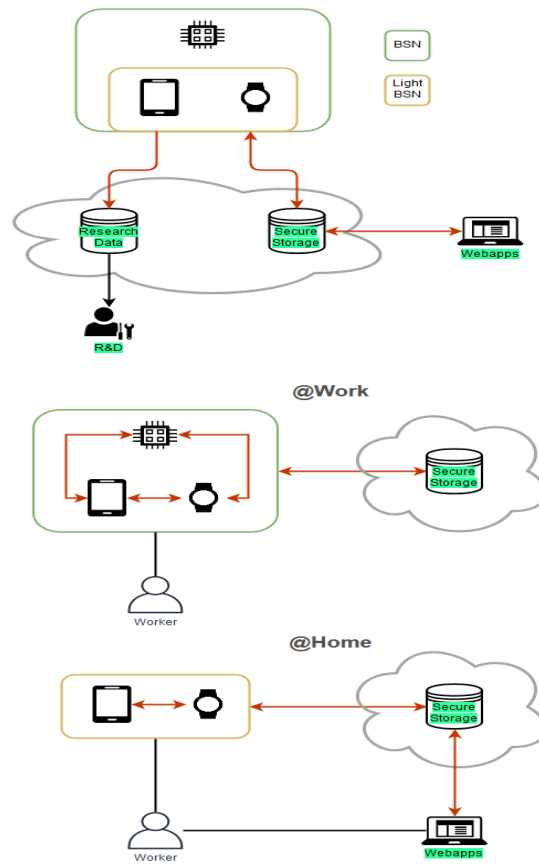 BSN
Light
BSN
Research
Data
Secure
Storage
Webapps
R&D
@Work
Secure
Storage
Worker
@Home
Secure
Storage
Worker
Webapps